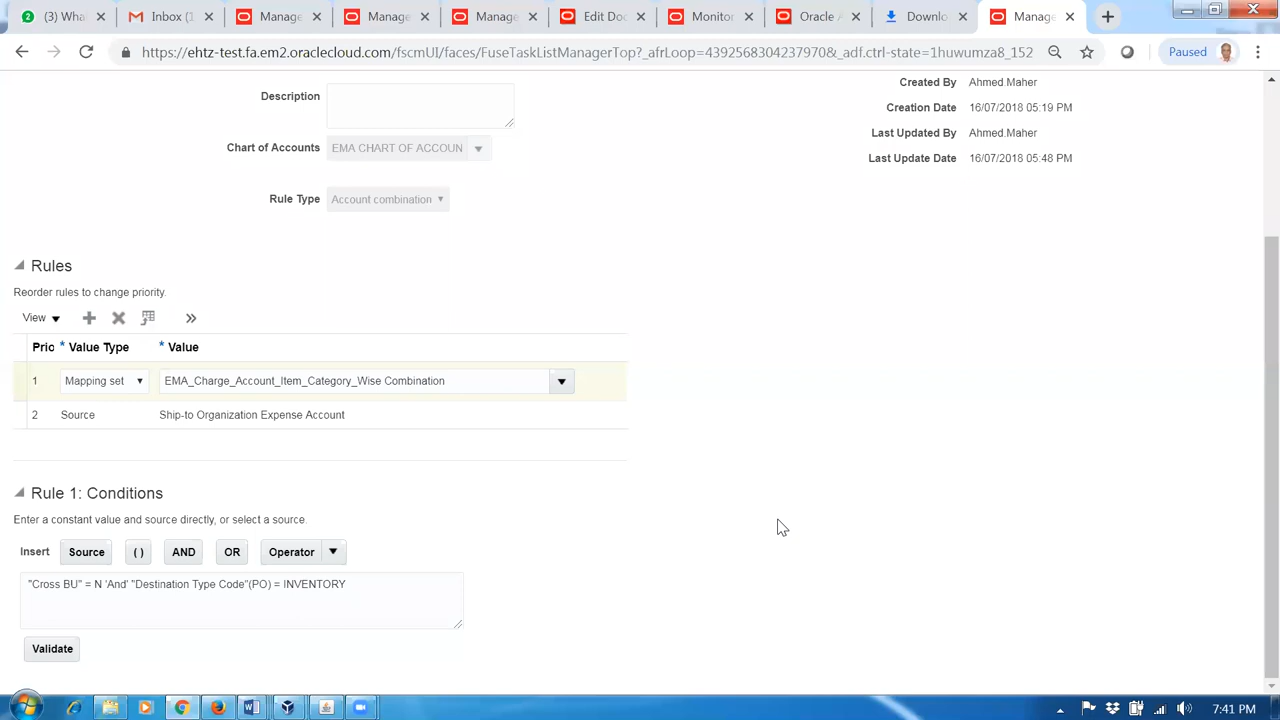 (3) Wha
Inbox (1
Manage
Manage
Manage
Edit Doc
Monitor
Oracle A
Downlo
Manage
https://ehtz-test.fa.em2.oraclecloud.com/fscmUI/faces/FuseTaskListManagerTop?_afrLoop=4392568304237970&_adf.ctrl-state=1huwumza8_152
Paused
Created By Ahmed.Maher
Description
Creation Date 16/07/2018 05:19 PM
Last Updated By Ahmed.Maher
Chart of Accounts EMA CHART OF ACCOUN
Last Update Date 16/07/2018 05:48 PM
Rule Type Account combination
Rules
Reorder rules to change priority.
View
Pric * Value Type * Value
1 Mapping set EMA_Charge_Account_Item_Category_Wise Combination
2 Source Ship-to Organization Expense Account
Rule 1: Conditions
Enter a constant value and source directly, or select a source.
Insert Source ( ) AND OR Operator
"Cross BU" = N 'And' "Destination Type Code"(PO) = INVENTORY
Validate
7:41 PM